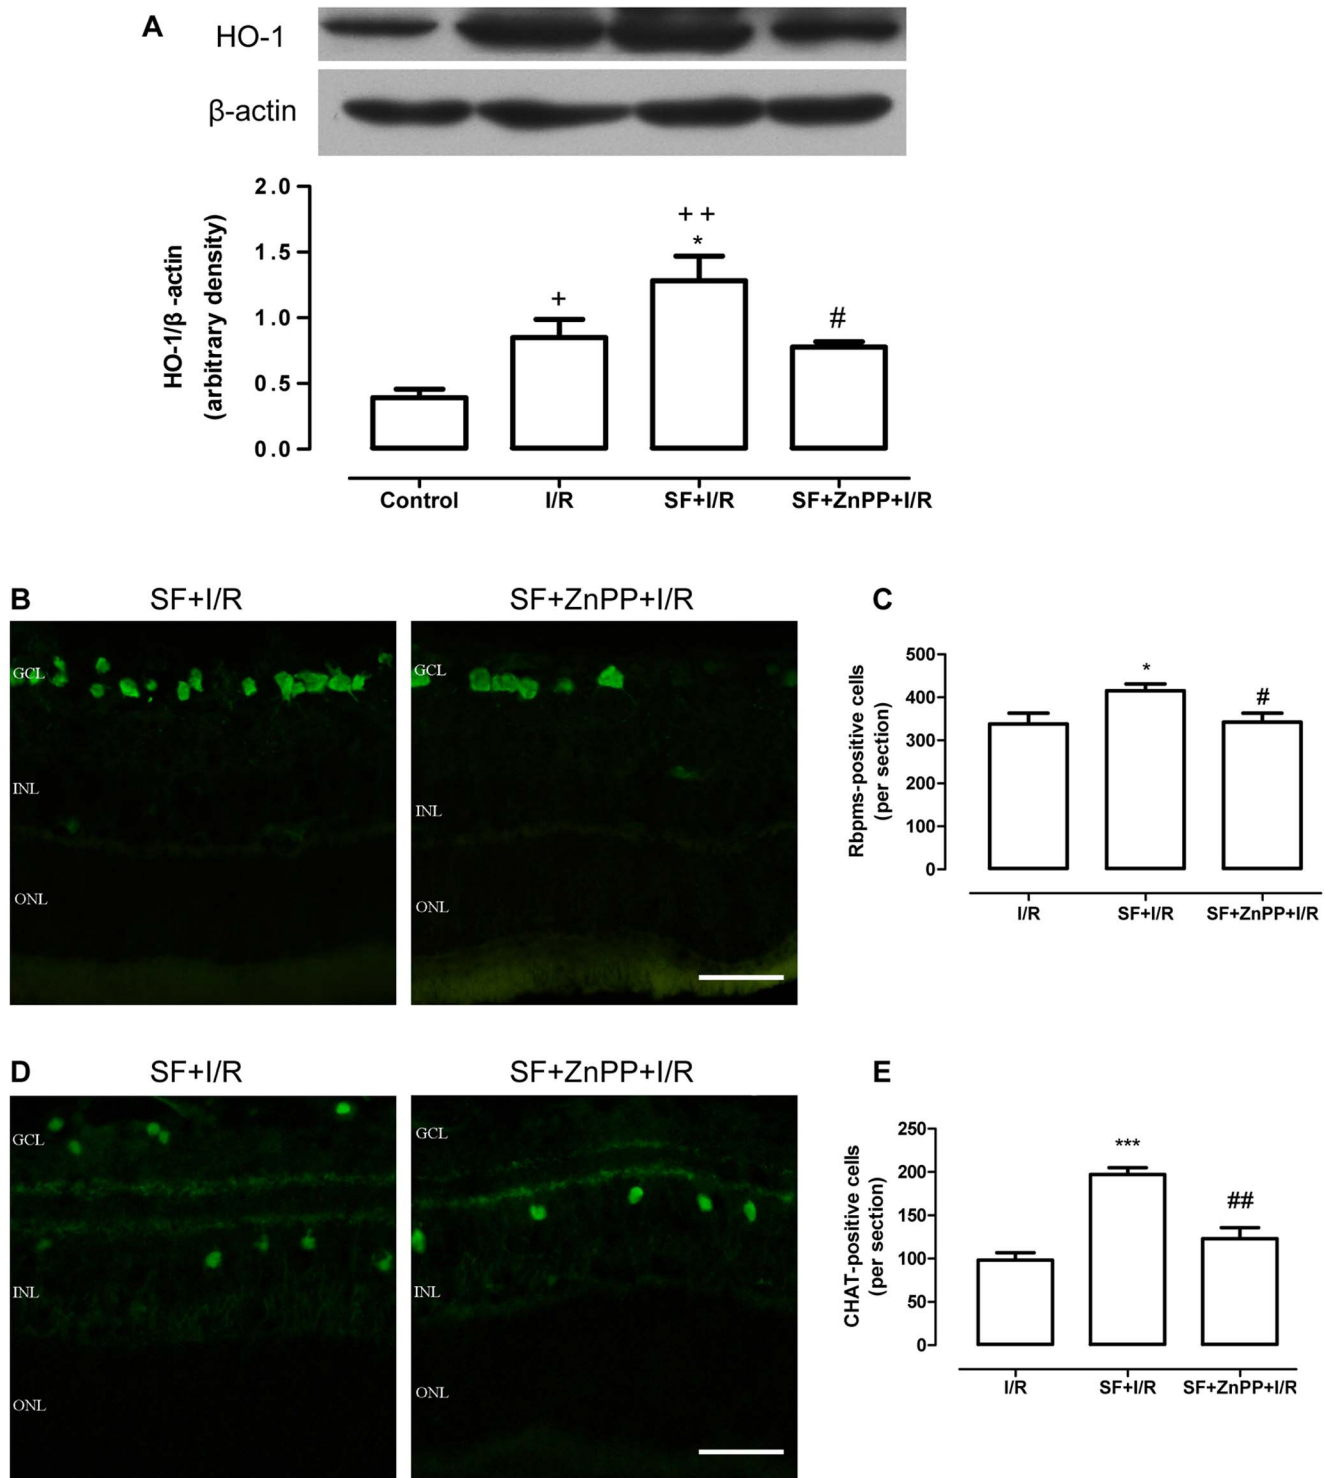 A
HO-1
β-actin
HO-1/β -actin
(arbitrary density)
2.0
1.5
1.0
0.5
0.0
+
+ +
*
#
Control
I/R
SF+I/R
SF+ZnPP+I/R
B
SF+I/R
SF+ZnPP+I/R
GCL
INL
ONL
GCL
INL
ONL
C
Rbpms-positive cells
(per section)
500
400
300
200
100
0
*
#
I/R
SF+I/R
SF+ZnPP+I/R
D
SF+I/R
SF+ZnPP+I/R
GCL
INL
ONL
GCL
INL
ONL
E
CHAT-positive cells
(per section)
250
200
150
100
50
0
***
##
I/R
SF+I/R
SF+ZnPP+I/R